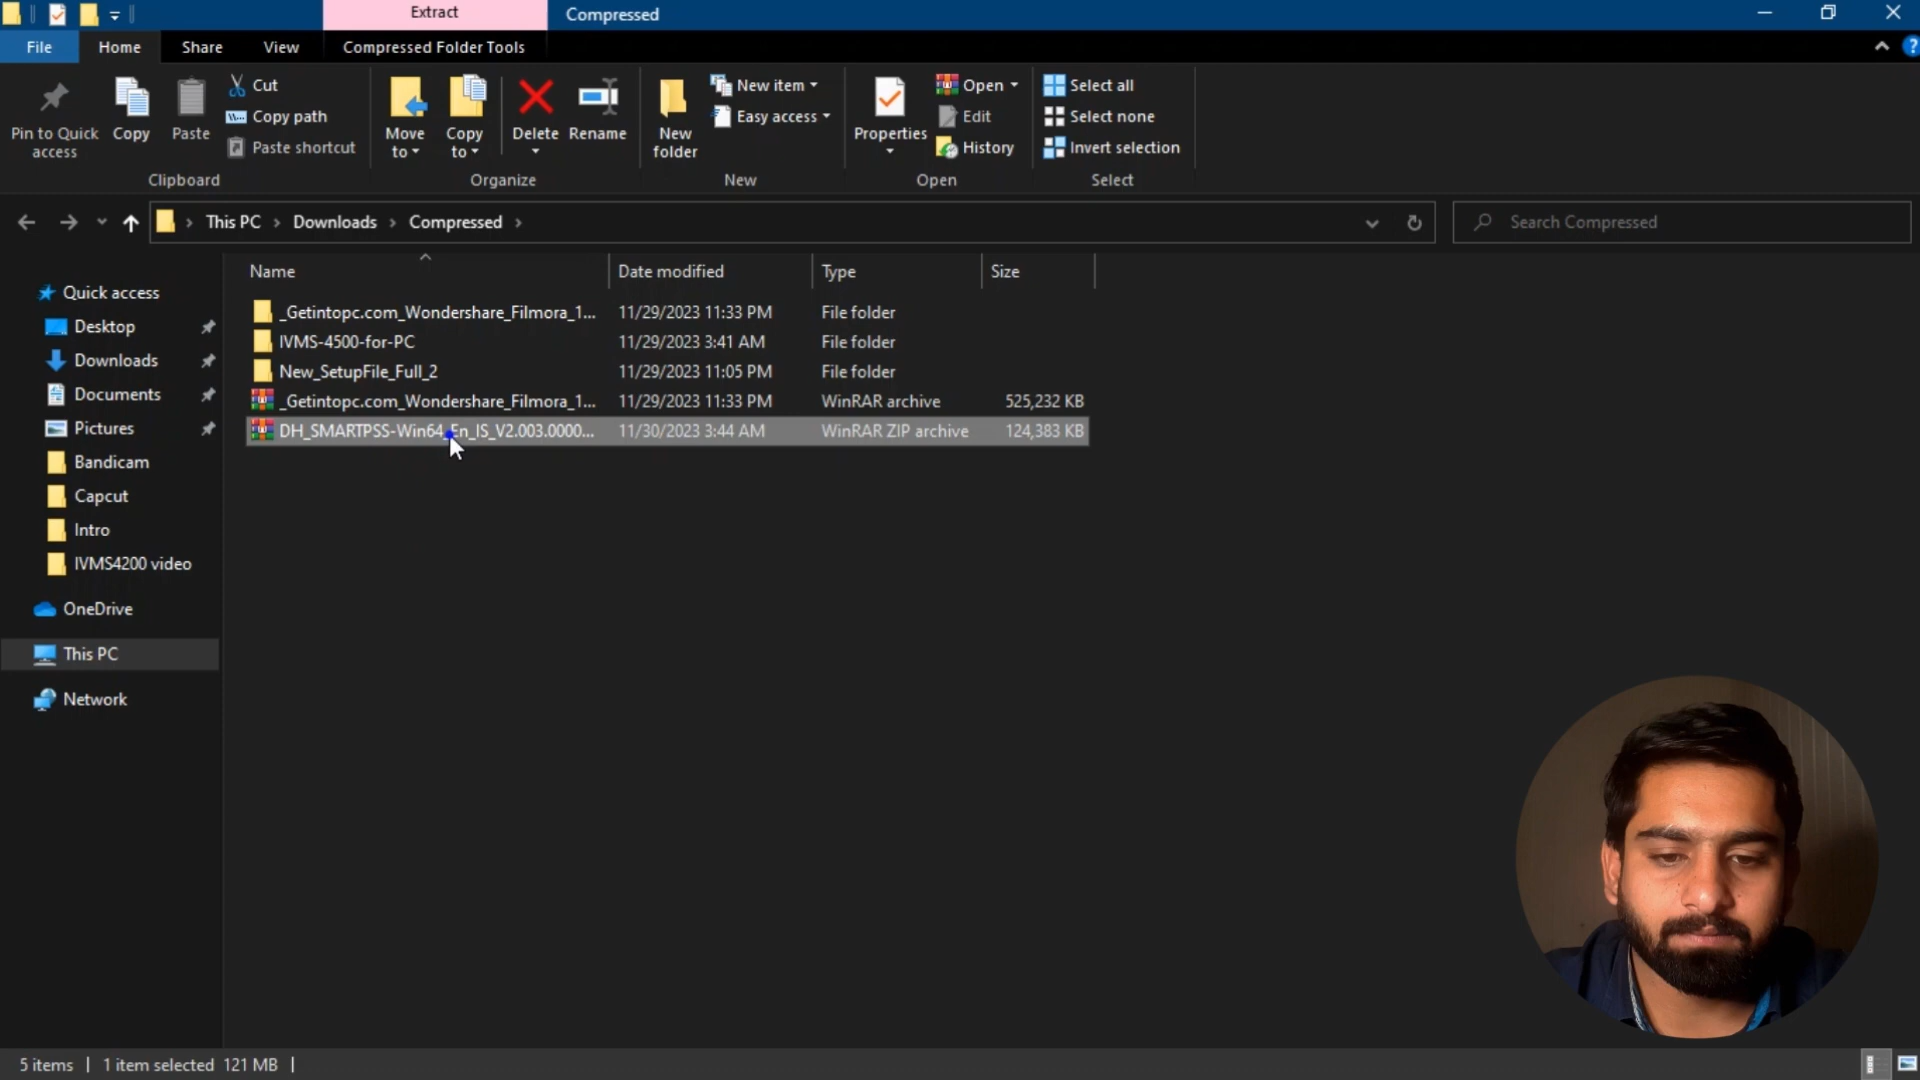 Extract
Compressed
File
Home
Share
View
Compressed Folder Tools
?
Pin to Quick access
Copy
Paste
Cut
Copy path
Paste shortcut
Move to
Copy to
Delete
Rename
New folder
New item
Easy access
Properties
Open
Edit
History
Select all
Select none
Invert selection
Clipboard
Organize
New
Open
Select
This PC
Downloads
Compressed
Search Compressed
Name
Date modified
Type
Size
_Getintopc.com_Wondershare_Filmora_1... 11/29/2023 11:33 PM File folder
IVMS-4500-for-PC 11/29/2023 3:41 AM File folder
New_SetupFile_Full_2 11/29/2023 11:05 PM File folder
_Getintopc.com_Wondershare_Filmora_1... 11/29/2023 11:33 PM WinRAR archive 525,232 KB
DH_SMARTPSS-Win64_En_IS_V2.003.0000... 11/30/2023 3:44 AM WinRAR ZIP archive 124,383 KB
Quick access
Desktop
Downloads
Documents
Pictures
Bandicam
Capcut
Intro
IVMS4200 video
OneDrive
This PC
Network
5 items
1 item selected 121 MB